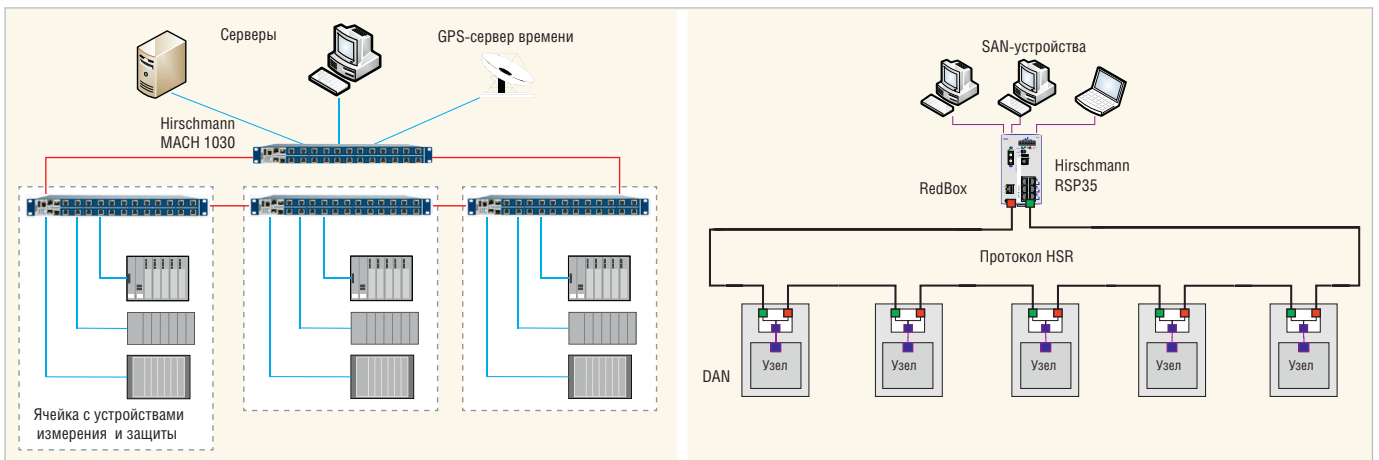 Серверы
GPS-сервер времени
Hirschmann
MACH 1030
Ячейка с устройствами
измерения и защиты
SAN-устройства
RedBox
Hirschmann
RSP35
Протокол HSR
DAN
Узел
Узел
Узел
Узел
Узел